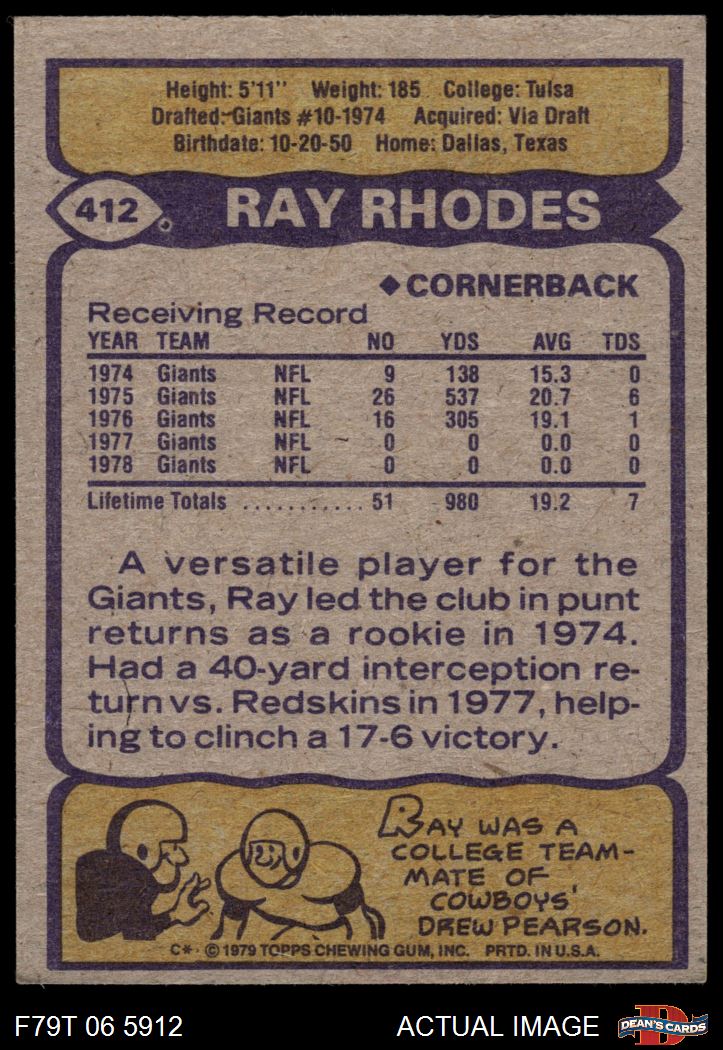 Height: 5'11" Weight: 185 College: Tulsa
Drafted: Giants #10-1974 Acquired: Via Draft
Birthdate: 10-20-50 Home: Dallas, Texas
412 RAY RHODES
◆CORNERBACK
Receiving Record
YEAR TEAM NO YDS AVG TDS
1974 Giants NFL 9 138 15.3 0
1975 Giants NFL 26 537 20.7 6
1976 Giants NFL 16 305 19.1 1
1977 Giants NFL 0 0 0.0 0
1978 Giants NFL 0 0 0.0 0
Lifetime Totals ............ 51 980 19.2 7
A versatile player for the
Giants, Ray led the club in punt
returns as a rookie in 1974.
Had a 40-yard interception re-
turn vs. Redskins in 1977, help-
ing to clinch a 17-6 victory.
RAY WAS A
COLLEGE TEAM-
MATE OF
COWBOYS'
DREW PEARSON.
C* © 1979 TOPPS CHEWING GUM, INC. PRTD. IN U.S.A.
F79T 06 5912 ACTUAL IMAGE D DEAN'S CARDS